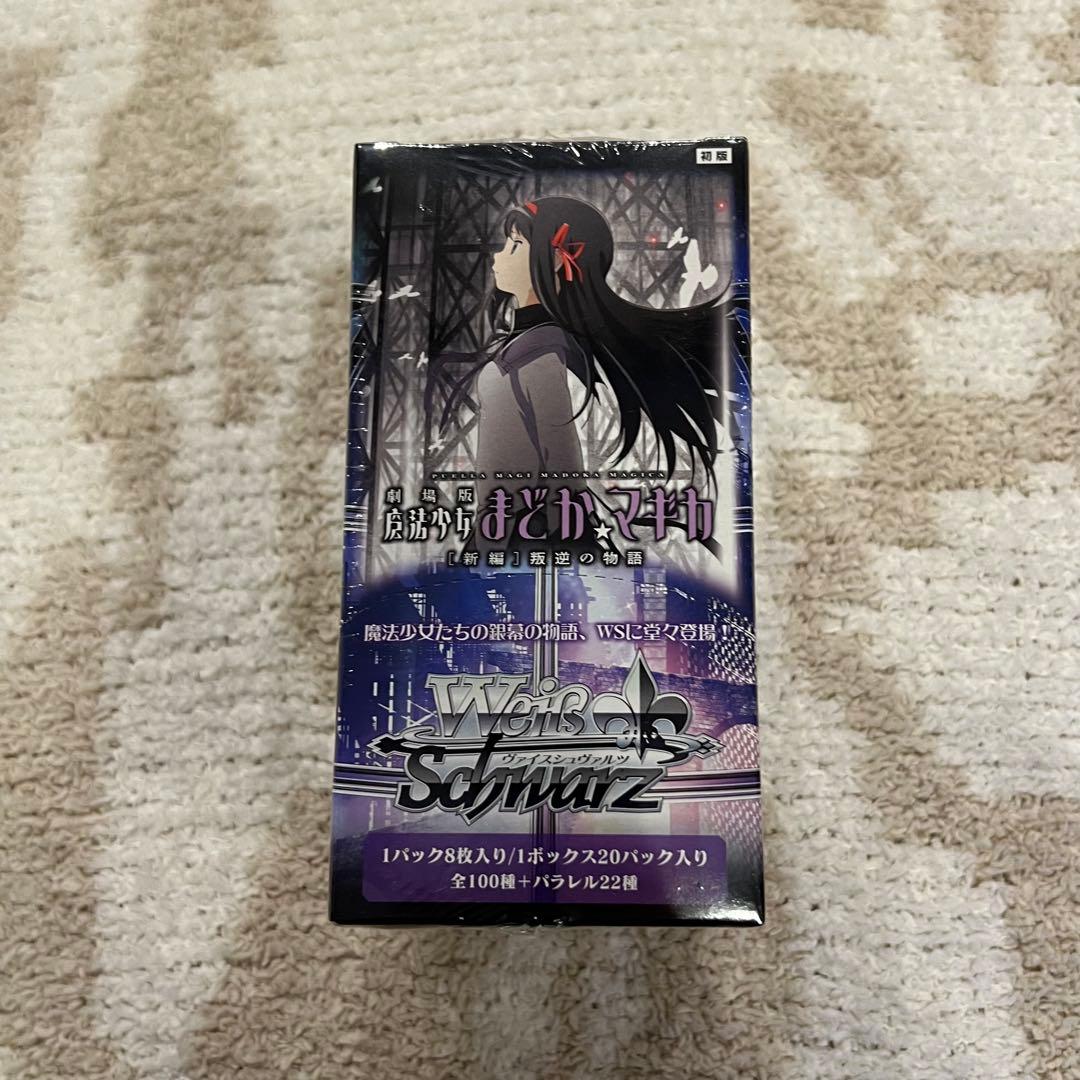 初版
PUELLA MAGI MADOKA MAGICA
劇場版
魔法少女まどか☆マギカ
[新編]叛逆の物語
魔法少女たちの銀幕の物語、WSに堂々登場！
Weiß
ヴァイスシュヴァルツ
Schwarz
1パック8枚入り/1ボックス20パック入り
全100種＋パラレル22種